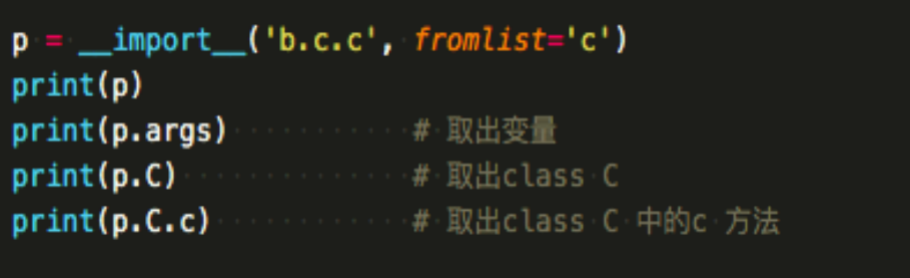 p = __import__('b.c.c', fromlist='c')
print(p)
print(p.args) # 取出变量
print(p.C) # 取出class C
print(p.C.c) # 取出class C 中的c 方法